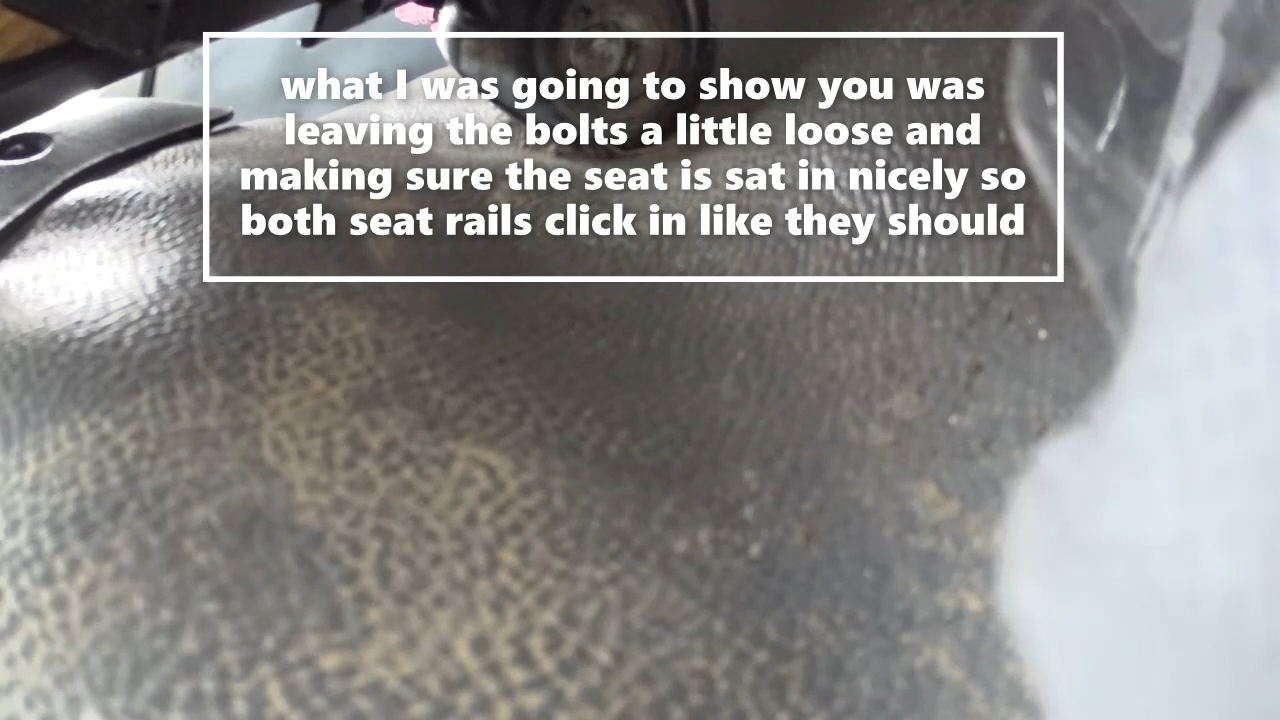 what I was going to show you was
leaving the bolts a little loose and
making sure the seat is sat in nicely so
both seat rails click in like they should